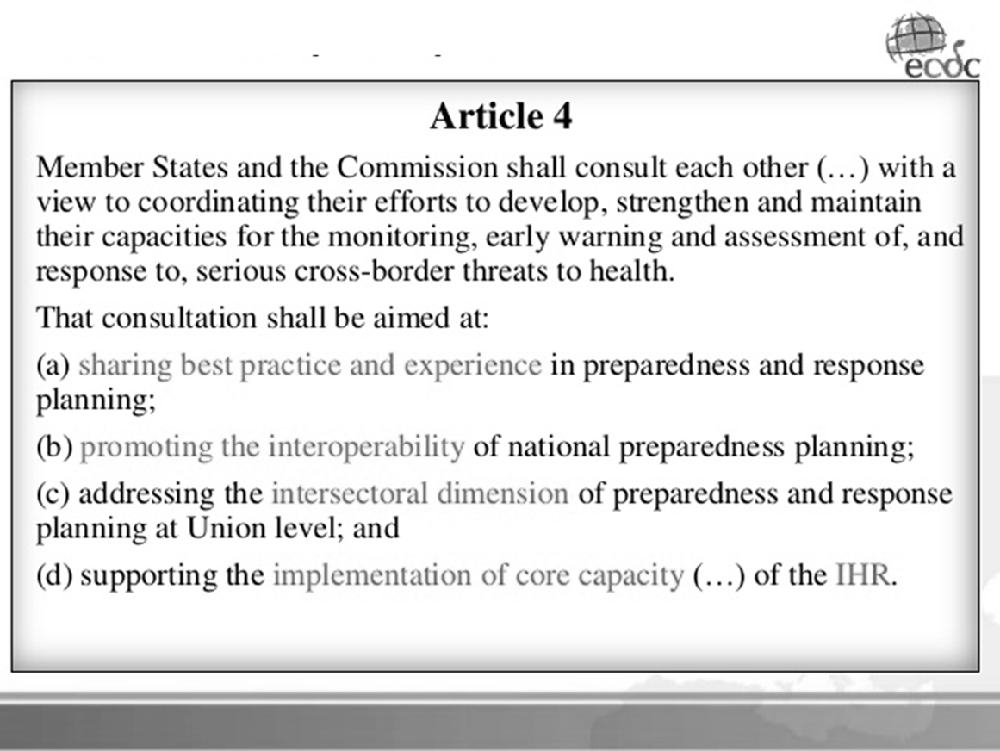 ecdc
Article 4
Member States and the Commission shall consult each other (…) with a
view to coordinating their efforts to develop, strengthen and maintain
their capacities for the monitoring, early warning and assessment of, and
response to, serious cross-border threats to health.
That consultation shall be aimed at:
(a) sharing best practice and experience in preparedness and response
planning;
(b) promoting the interoperability of national preparedness planning;
(c) addressing the intersectoral dimension of preparedness and response
planning at Union level; and
(d) supporting the implementation of core capacity (…) of the IHR.